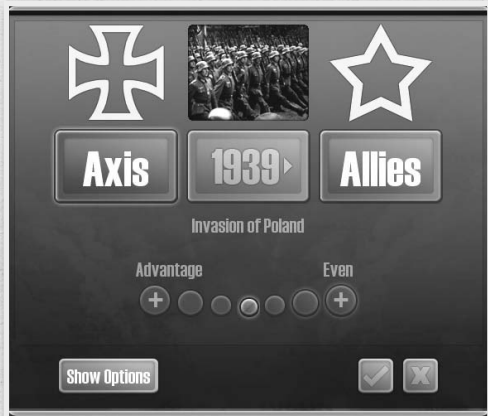 Axis 1939 Allies
Invasion of Poland
Advantage Even
Show Options